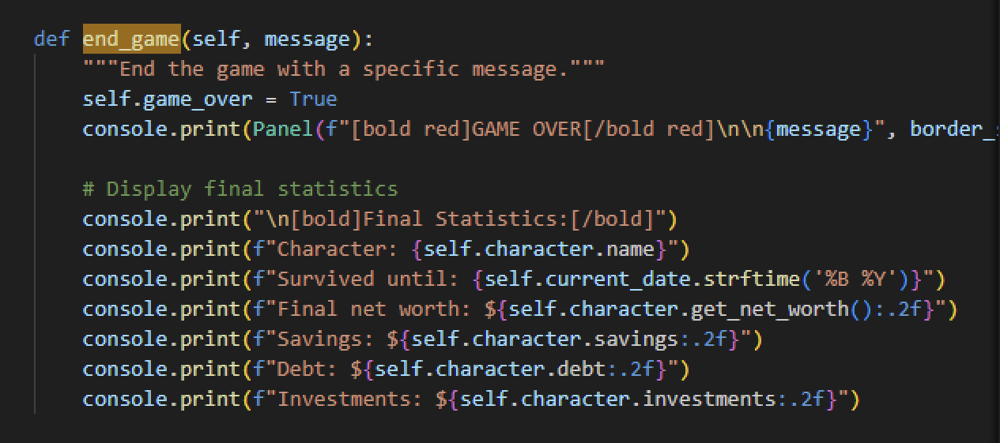 def end_game(self, message):
    """End the game with a specific message."""
    self.game_over = True
    console.print(Panel(f"[bold red]GAME OVER[/bold red]\n\n{message}", border_
    # Display final statistics
    console.print("\n[bold]Final Statistics:[/bold]")
    console.print(f"Character: {self.character.name}")
    console.print(f"Survived until: {self.current_date.strftime('%B %Y')}")
    console.print(f"Final net worth: ${self.character.get_net_worth():.2f}")
    console.print(f"Savings: ${self.character.savings:.2f}")
    console.print(f"Debt: ${self.character.debt:.2f}")
    console.print(f"Investments: ${self.character.investments:.2f}")